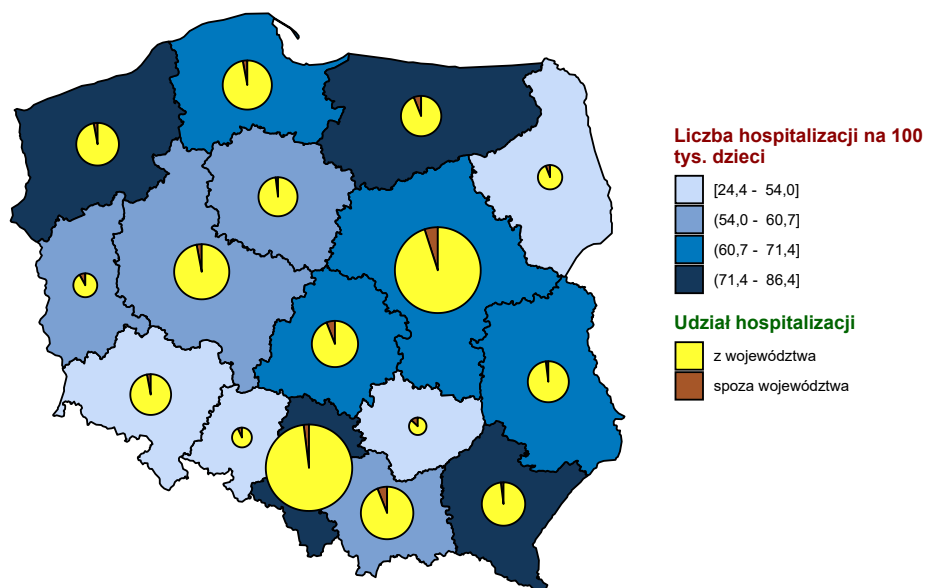 Liczba hospitalizacji na 100
tys. dzieci
[24,4 - 54,0]
(54,0 - 60,7]
(60,7 - 71,4]
(71,4 - 86,4]
Udział hospitalizacji
z województwa
spoza województwa